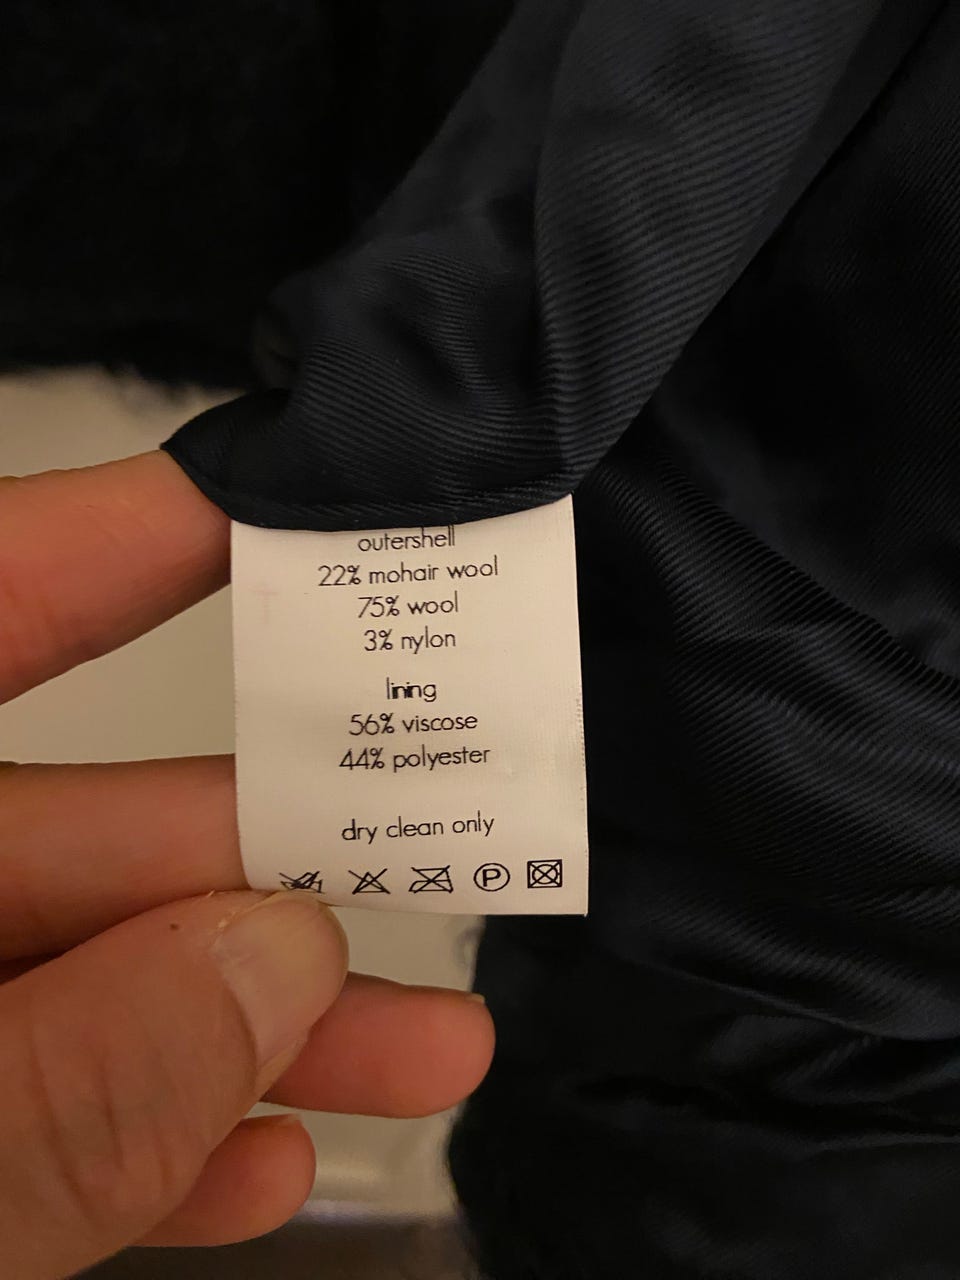 outershell
22% mohair wool
75% wool
3% nylon
lining
56% viscose
44% polyester
dry clean only
P